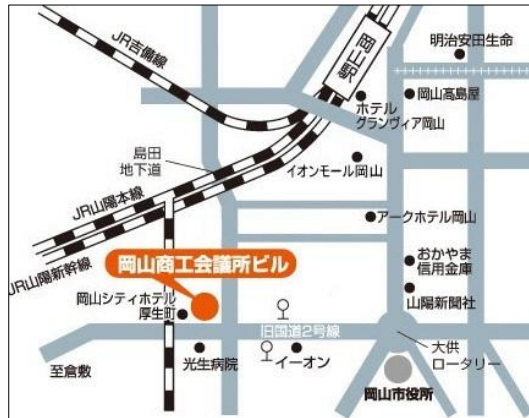 JR吉備線
岡山駅
明治安田生命
岡山高島屋
ホテル
グランヴィア岡山
島田
地下道
イオンモール岡山
JR山陽本線
アークホテル岡山
JR山陽新幹線
岡山商工会議所ビル
おかやま
信用金庫
岡山シティホテル
厚生町
山陽新聞社
旧国道2号線
光生病院
イーオン
大供
ロータリー
至倉敷
岡山市役所